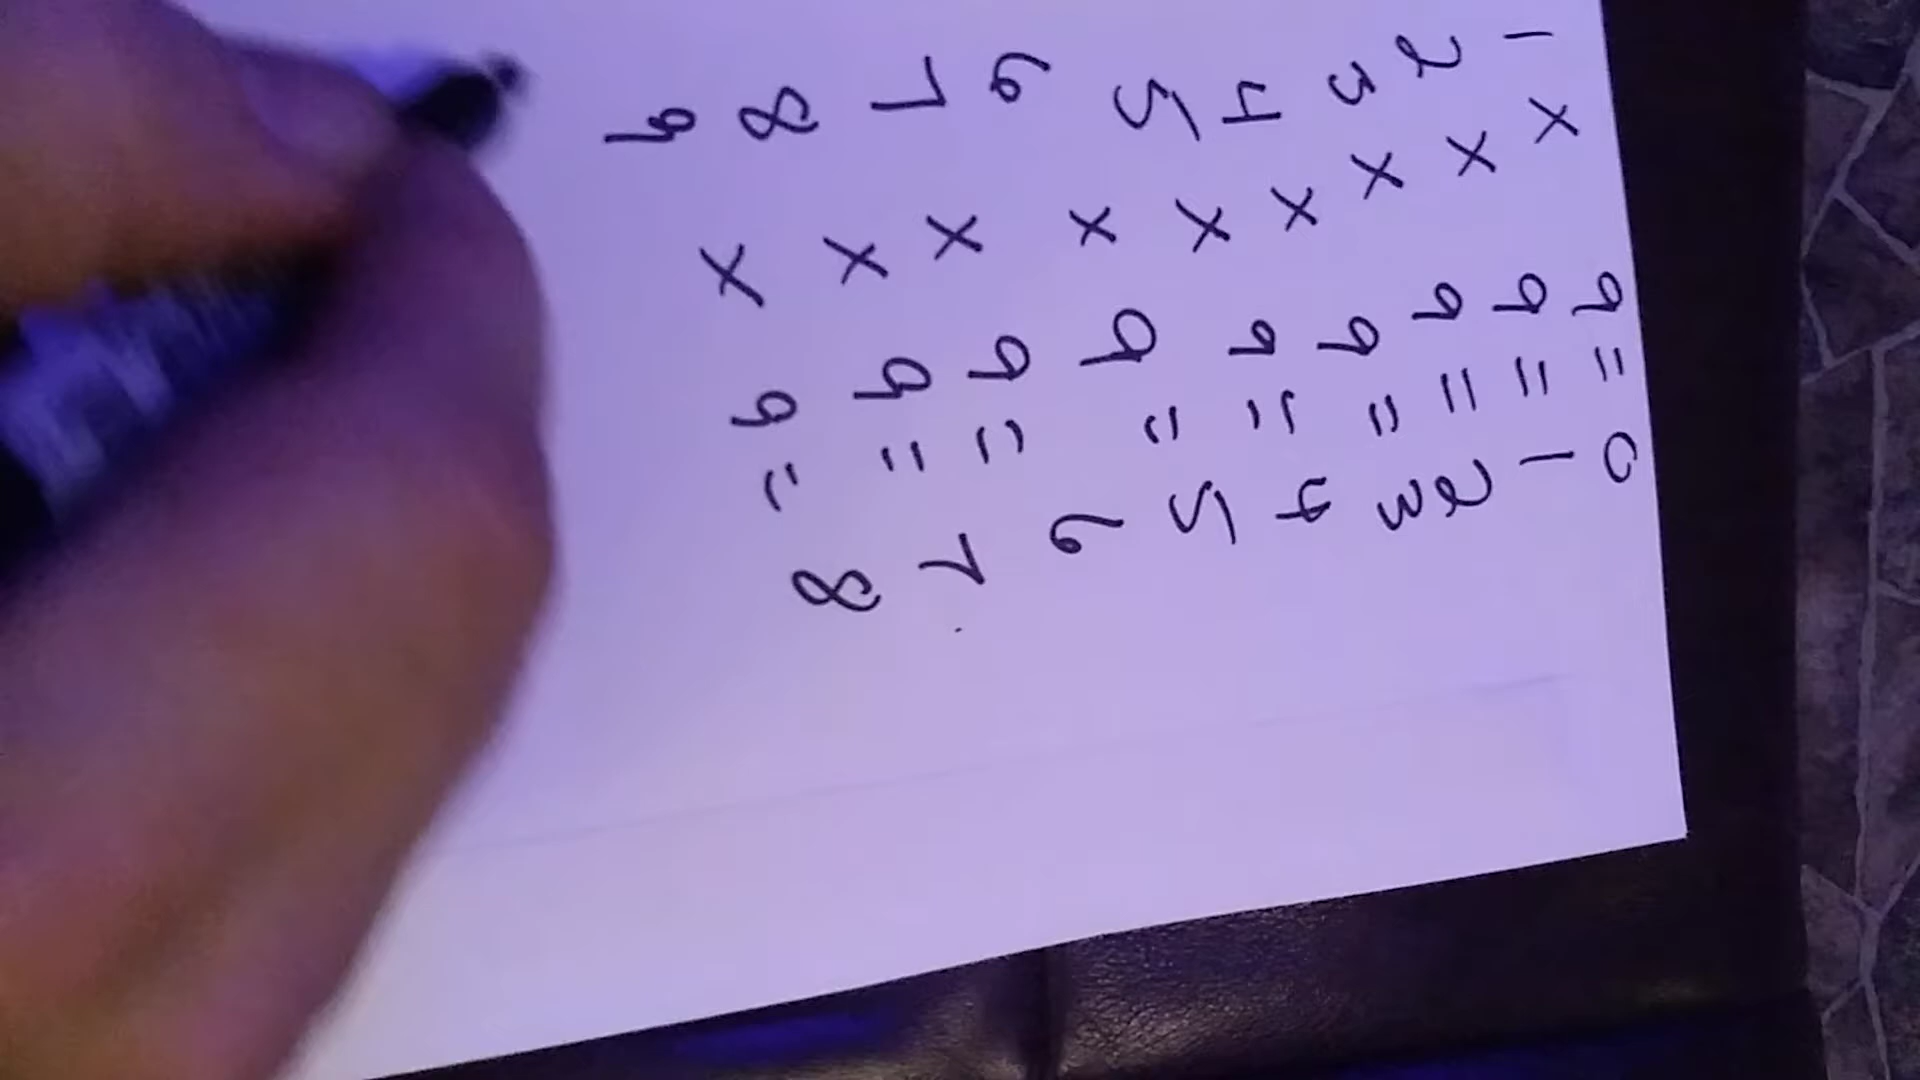 1 x 9 = 0
2 x 9 = 1
3 x 9 = 2
4 x 9 = 3
5 x 9 = 4
6 x 9 = 5
7 x 9 = 6
8 x 9 = 7
9 x 9 = 8